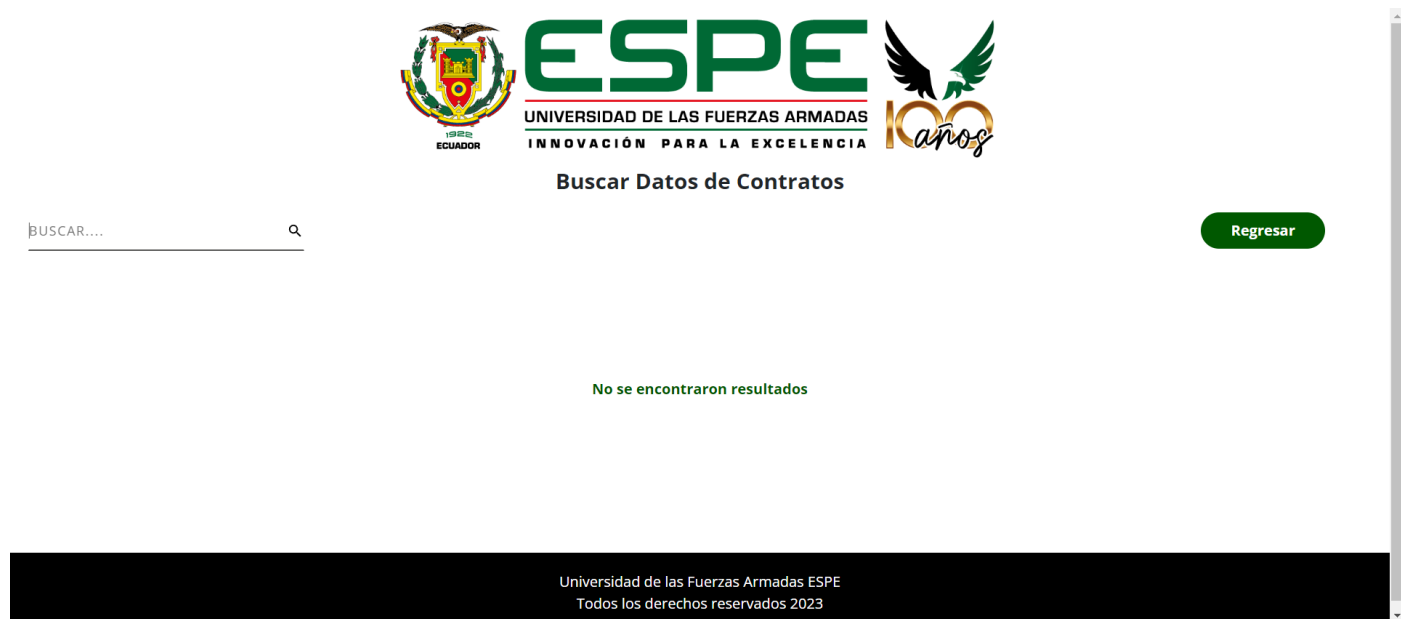 1922
ECUADOR
ESPE
UNIVERSIDAD DE LAS FUERZAS ARMADAS
INNOVACIÓN PARA LA EXCELENCIA
100
años
Buscar Datos de Contratos
BUSCAR....
Regresar
No se encontraron resultados
Universidad de las Fuerzas Armadas ESPE
Todos los derechos reservados 2023